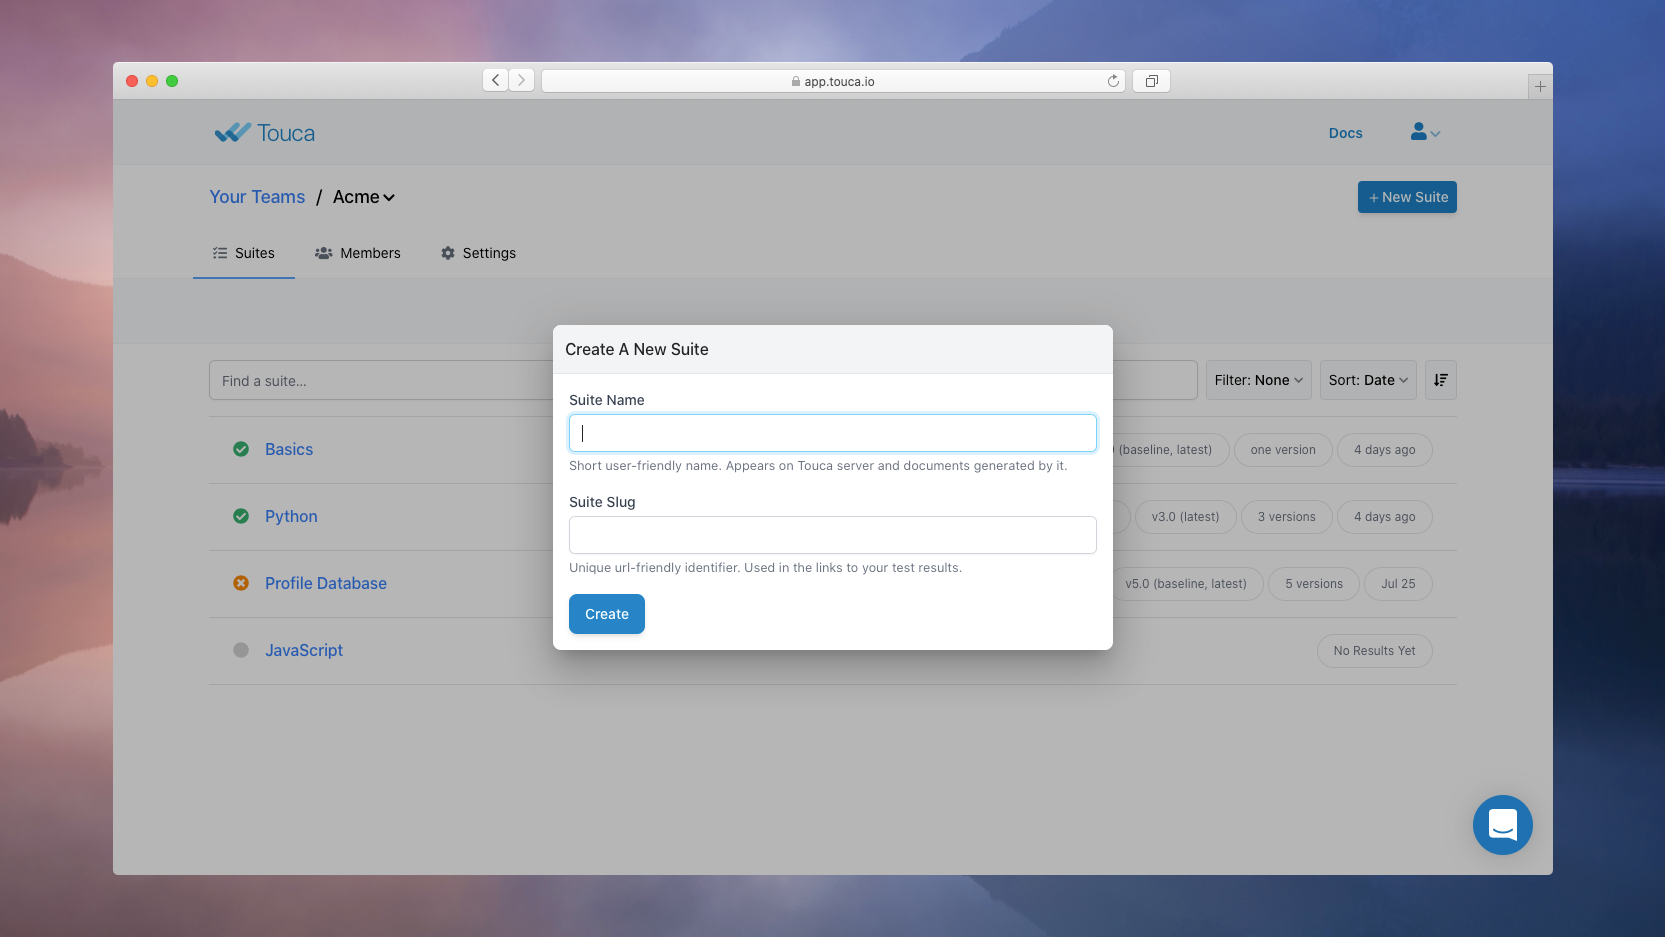 app.touca.io
Touca
Docs
Your Teams / Acme
+ New Suite
Suites
Members
Settings
Find a suite...
Filter: None
Sort: Date
Create A New Suite
Suite Name
Short user-friendly name. Appears on Touca server and documents generated by it.
Suite Slug
Unique url-friendly identifier. Used in the links to your test results.
Create
Basics
(baseline, latest)
one version
4 days ago
Python
v3.0 (latest)
3 versions
4 days ago
Profile Database
v5.0 (baseline, latest)
5 versions
Jul 25
JavaScript
No Results Yet